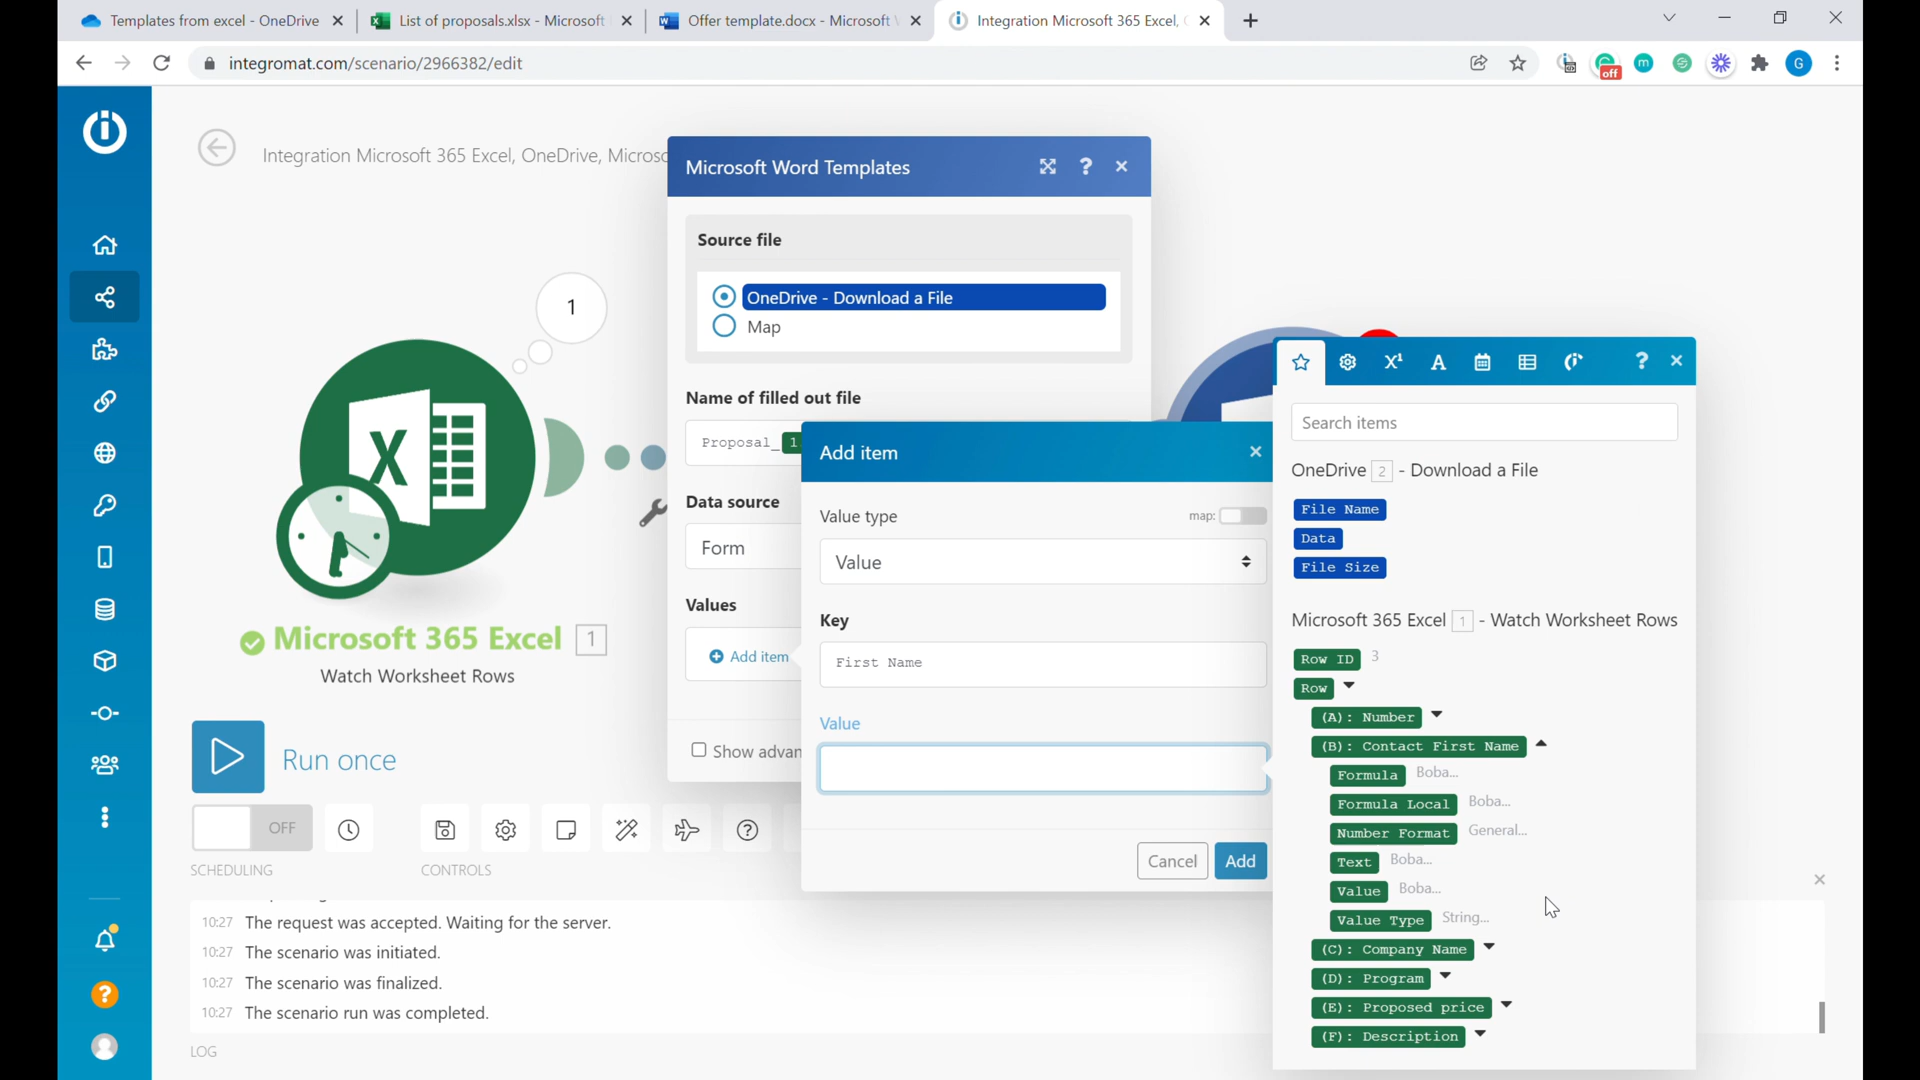 Templates from excel - OneDrive
List of proposals.xlsx - Microsoft
Offer template.docx - Microsoft
Integration Microsoft 365 Excel,
integromat.com/scenario/2966382/edit
off
m
G
Integration Microsoft 365 Excel, OneDrive, Microso
Microsoft Word Templates
?
Source file
OneDrive - Download a File
Map
Name of filled out file
Proposal_ 1
Data source
Form
Values
Add item
Show advan
1
Microsoft 365 Excel 1
Watch Worksheet Rows
Add item
Value type
map:
Value
Key
First Name
Value
Cancel
Add
?
Search items
OneDrive 2 - Download a File
File Name
Data
File Size
Microsoft 365 Excel 1 - Watch Worksheet Rows
Row ID 3
Row
(A): Number
(B): Contact First Name
Formula Boba...
Formula Local Boba...
Number Format General...
Text Boba...
Value Boba...
Value Type String...
(C): Company Name
(D): Program
(E): Proposed price
(F): Description
Run once
OFF
SCHEDULING
CONTROLS
10:27 The request was accepted. Waiting for the server.
10:27 The scenario was initiated.
10:27 The scenario was finalized.
10:27 The scenario run was completed.
LOG